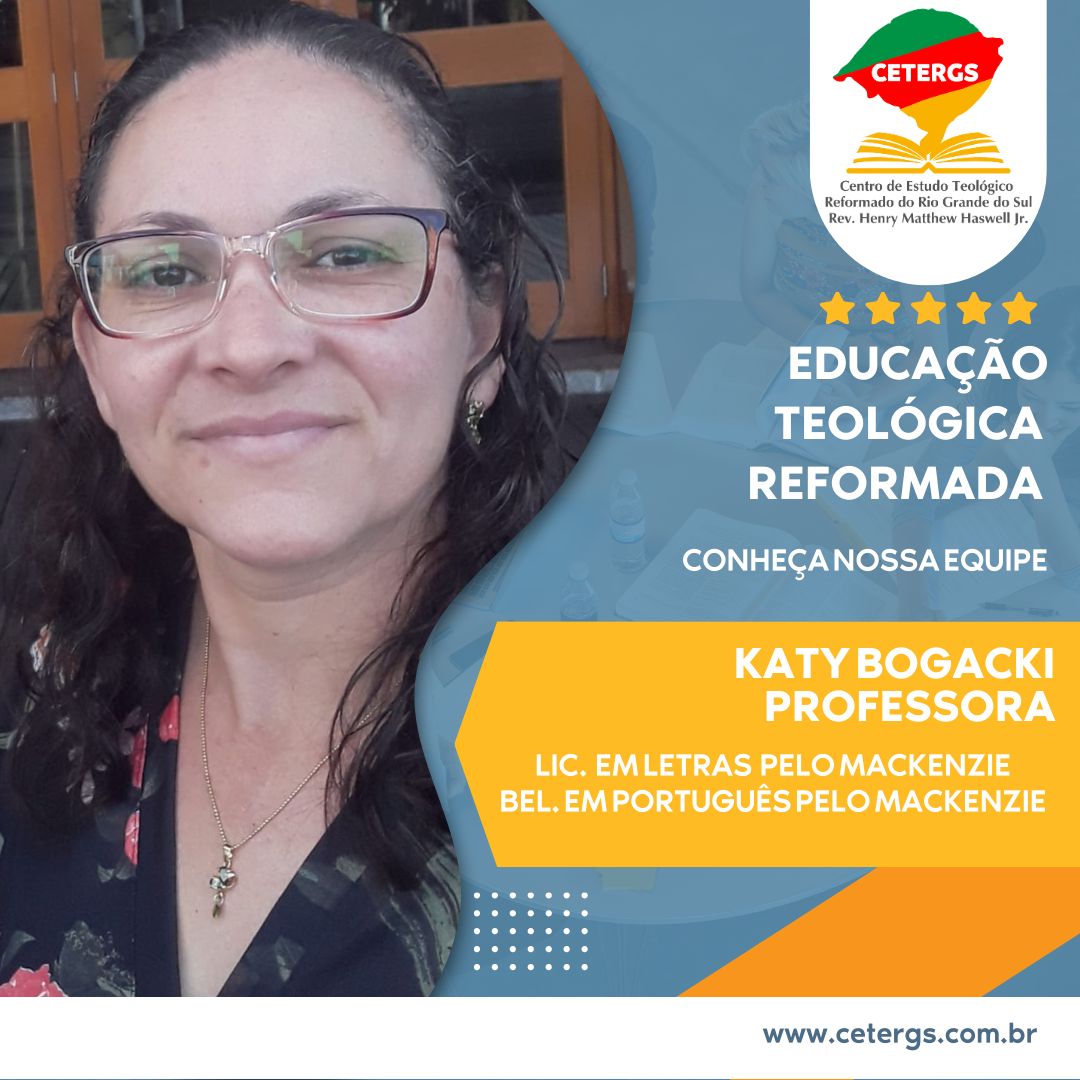 CETERGS
Centro de Estudo Teológico
Reformado do Rio Grande do Sul
Rev. Henry Matthew Haswell Jr.
EDUCAÇÃO
TEOLÓGICA
REFORMADA
CONHEÇA NOSSA EQUIPE
KATY BOGACKI
PROFESSORA
LIC. EM LETRAS PELO MACKENZIE
BEL. EM PORTUGUÊS PELO MACKENZIE
www.cetergs.com.br